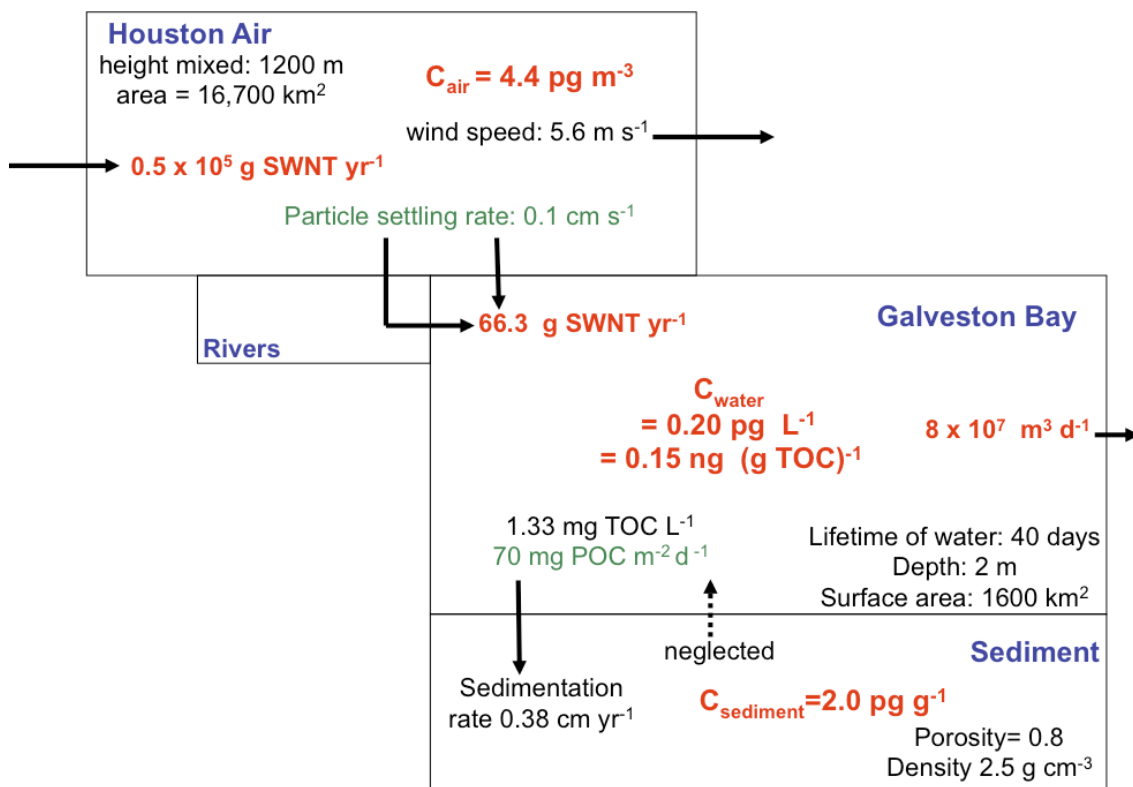 Houston Air
height mixed: 1200 m
area = 16,700 km²
C_air = 4.4 pg m⁻³
wind speed: 5.6 m s⁻¹
0.5 x 10⁵ g SWNT yr⁻¹
Particle settling rate: 0.1 cm s⁻¹
Rivers
66.3 g SWNT yr⁻¹
Galveston Bay
C_water
= 0.20 pg L⁻¹
= 0.15 ng (g TOC)⁻¹
8 x 10⁷ m³ d⁻¹
1.33 mg TOC L⁻¹
70 mg POC m⁻² d⁻¹
Lifetime of water: 40 days
Depth: 2 m
Surface area: 1600 km²
neglected
Sediment
Sedimentation
rate 0.38 cm yr⁻¹
C_sediment=2.0 pg g⁻¹
Porosity= 0.8
Density 2.5 g cm⁻³